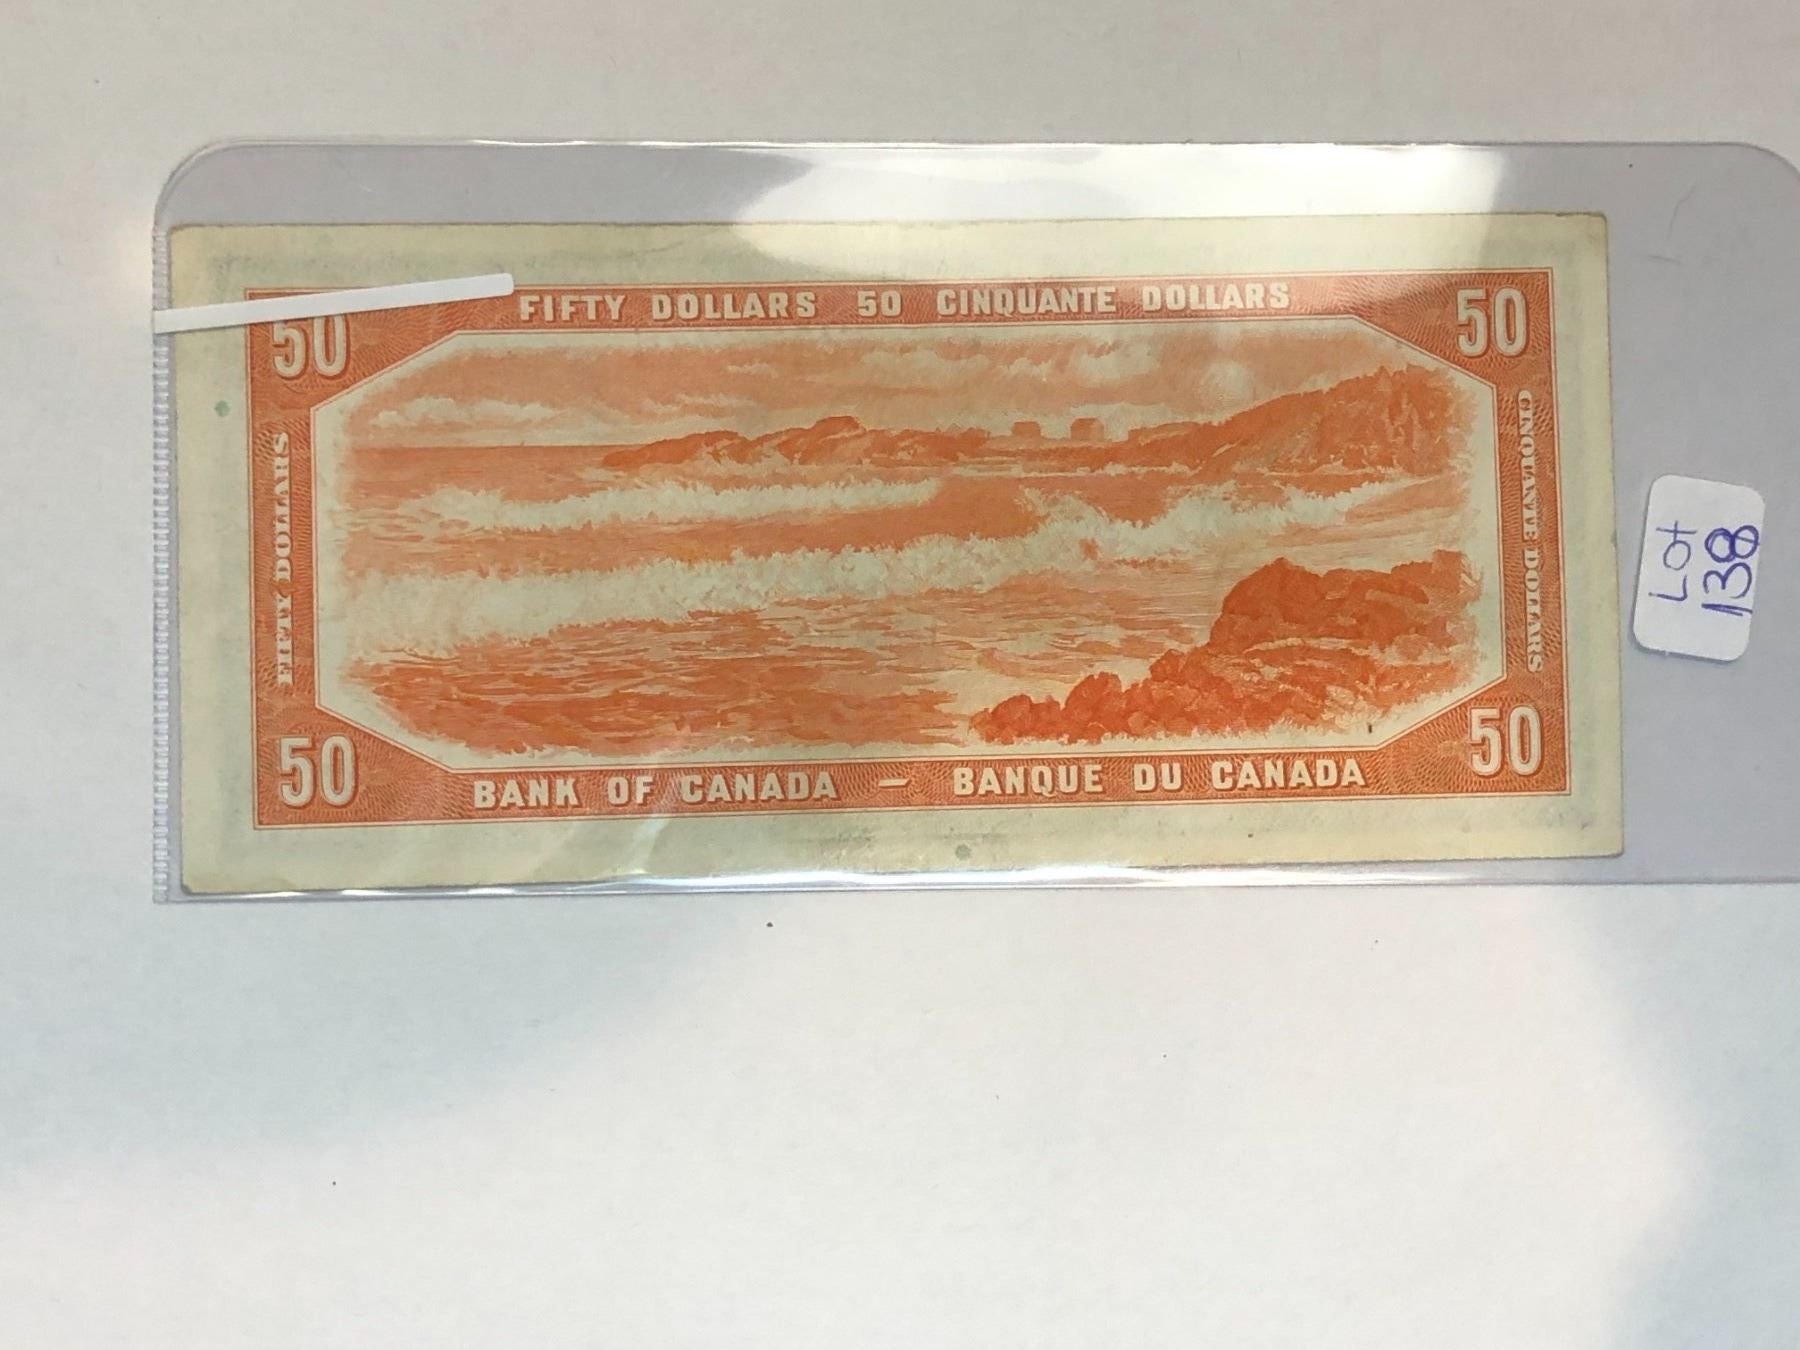 50 FIFTY DOLLARS 50 CINQUANTE DOLLARS 50
FIFTY DOLLARS
CINQUANTE DOLLARS
50 BANK OF CANADA — BANQUE DU CANADA 50
Lot
138